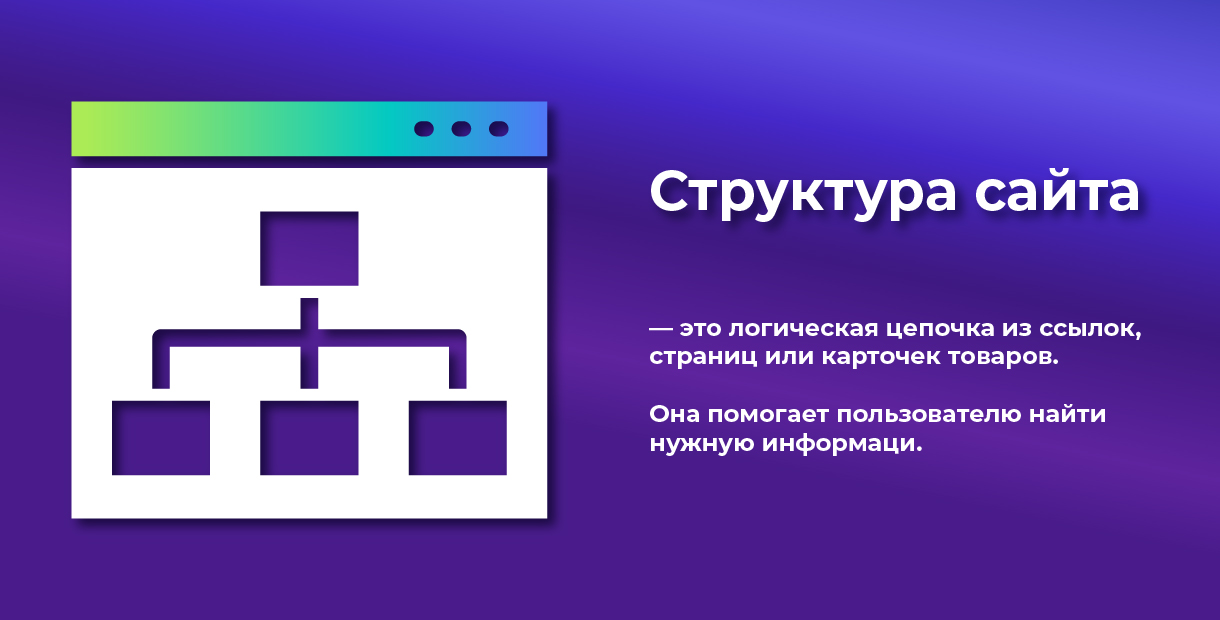 Структура сайта
— это логическая цепочка из ссылок,
страниц или карточек товаров.
Она помогает пользователю найти
нужную информаци.